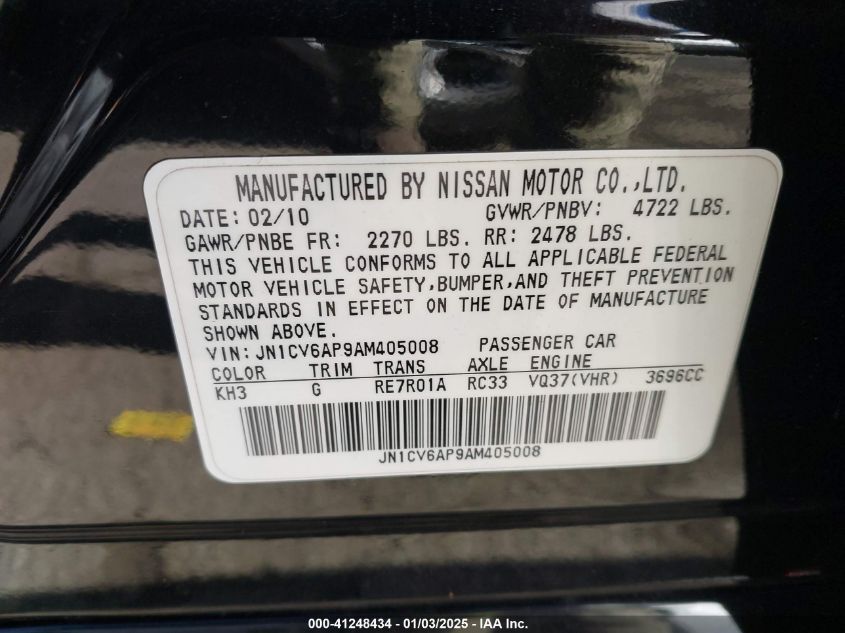 MANUFACTURED BY NISSAN MOTOR CO.,LTD.
DATE: 02/10 GVWR/PNBV: 4722 LBS.
GAWR/PNBE FR: 2270 LBS. RR: 2478 LBS.
THIS VEHICLE CONFORMS TO ALL APPLICABLE FEDERAL
MOTOR VEHICLE SAFETY,BUMPER,AND THEFT PREVENTION
STANDARDS IN EFFECT ON THE DATE OF MANUFACTURE
SHOWN ABOVE.
VIN:JN1CV6AP9AM405008 PASSENGER CAR
COLOR TRIM TRANS AXLE ENGINE
KH3 G RE7R01A RC33 VQ37(VHR) 3696CC
JN1CV6AP9AM405008
000-41248434 - 01/03/2025 - © IAA Inc.